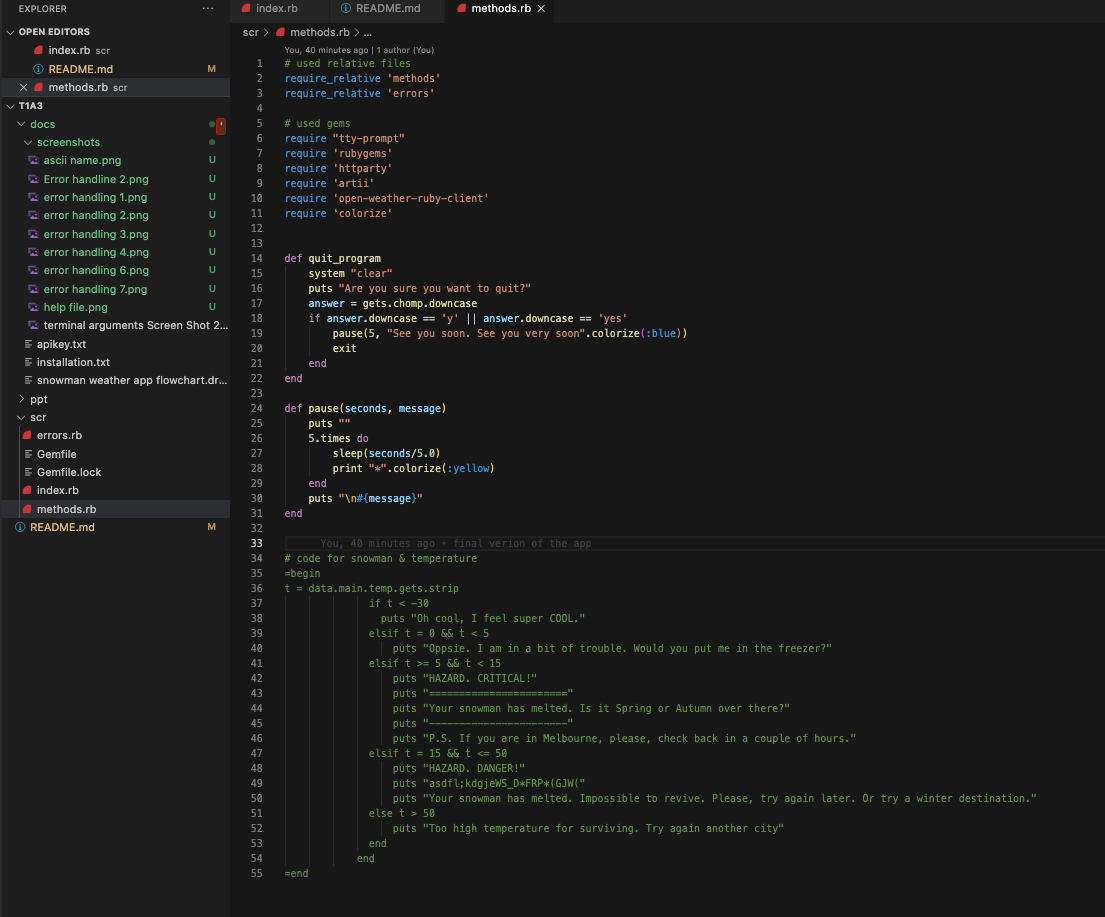 EXPLORER
...
OPEN EDITORS
index.rb scr
README.md M
methods.rb scr
T1A3
docs
screenshots
ascii name.png U
Error handline 2.png U
error handling 1.png U
error handling 2.png U
error handling 3.png U
error handling 4.png U
error handling 6.png U
error handling 7.png U
help file.png U
terminal arguments Screen Shot 2...
apikey.txt
installation.txt
snowman weather app flowchart.dr...
ppt
scr
errors.rb
Gemfile
Gemfile.lock
index.rb
methods.rb
README.md M
index.rb
README.md
methods.rb
scr > methods.rb > ...
You, 40 minutes ago | 1 author (You)
1 # used relative files
2 require_relative 'methods'
3 require_relative 'errors'
4
5 # used gems
6 require "tty-prompt"
7 require 'rubygems'
8 require 'httparty'
9 require 'artii'
10 require 'open-weather-ruby-client'
11 require 'colorize'
12
13
14 def quit_program
15 system "clear"
16 puts "Are you sure you want to quit?"
17 answer = gets.chomp.downcase
18 if answer.downcase == 'y' || answer.downcase == 'yes'
19 pause(5, "See you soon. See you very soon".colorize(:blue))
20 exit
21 end
22 end
23
24 def pause(seconds, message)
25 puts ""
26 5.times do
27 sleep(seconds/5.0)
28 print "*".colorize(:yellow)
29 end
30 puts "\n#{message}"
31 end
32
33 You, 40 minutes ago • final verion of the app
34 # code for snowman & temperature
35 =begin
36 t = data.main.temp.gets.strip
37 if t < -30
38 puts "Oh cool, I feel super COOL."
39 elsif t = 0 && t < 5
40 puts "Oppsie. I am in a bit of trouble. Would you put me in the freezer?"
41 elsif t >= 5 && t < 15
42 puts "HAZARD. CRITICAL!"
43 puts "======================="
44 puts "Your snowman has melted. Is it Spring or Autumn over there?"
45 puts "-----------------------"
46 puts "P.S. If you are in Melbourne, please, check back in a couple of hours."
47 elsif t = 15 && t <= 50
48 puts "HAZARD. DANGER!"
49 puts "asdfl;kdgjeWS_D*FRP*(GJW("
50 puts "Your snowman has melted. Impossible to revive. Please, try again later. Or try a winter destination."
51 else t > 50
52 puts "Too high temperature for surviving. Try again another city"
53 end
54 end
55 =end